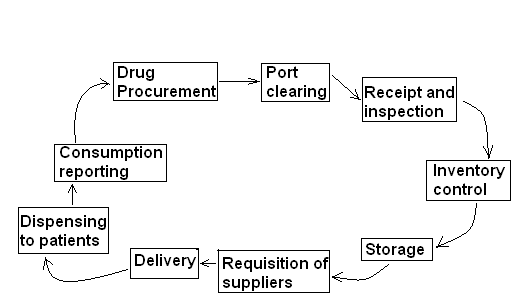 Drug
Procurement
Port
clearing
Receipt and
inspection
Inventory
control
Storage
Requisition of
suppliers
Delivery
Dispensing
to patients
Consumption
reporting